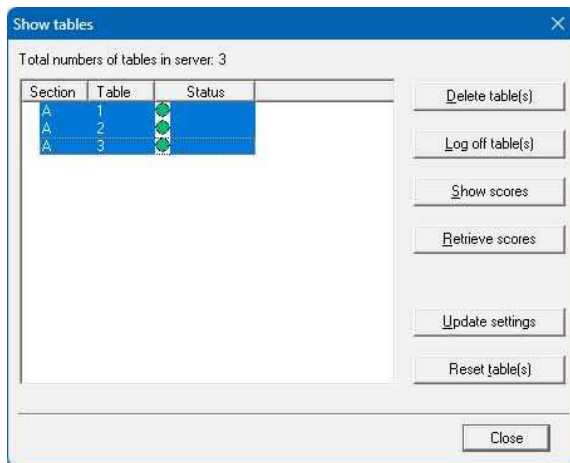 Show tables
Total numbers of tables in server: 3
Section Table Status
A 1
A 2
A 3
Delete table(s)
Log off table(s)
Show scores
Retrieve scores
Update settings
Reset table(s)
Close